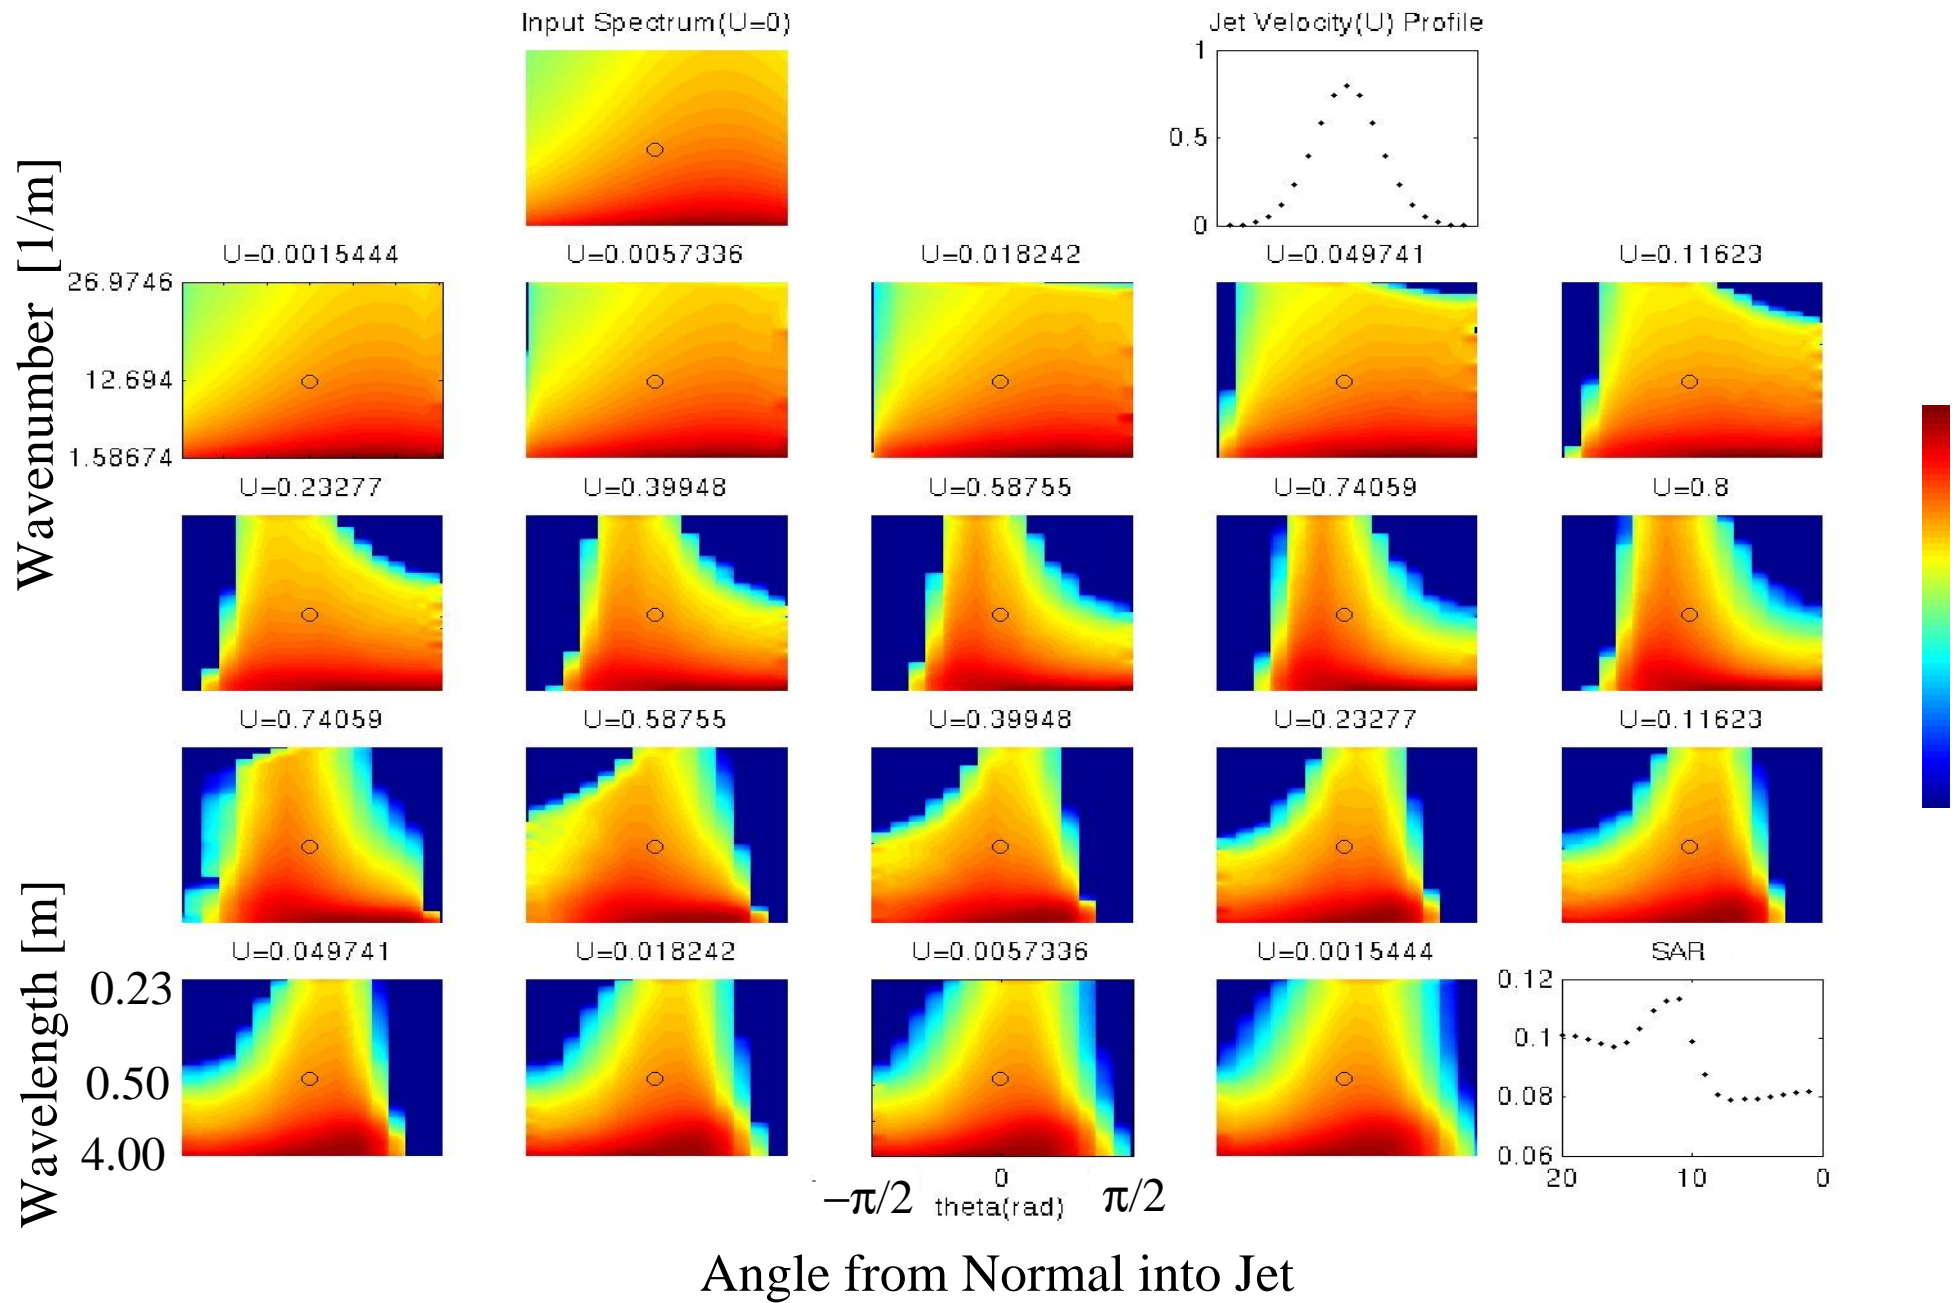 Input Spectrum(U=0)
Jet Velocity(U) Profile
1
0.5
0
Wavenumber [1/m]
U=0.0015444
U=0.0057336
U=0.018242
U=0.049741
U=0.11623
26.9746
12.694
1.58674
U=0.23277
U=0.39948
U=0.58755
U=0.74059
U=0.8
U=0.74059
U=0.58755
U=0.39948
U=0.23277
U=0.11623
Wavelength [m]
U=0.049741
U=0.018242
U=0.0057336
U=0.0015444
SAR
0.23
0.50
4.00
0.12
0.1
0.08
0.06
20
10
0
−π/2
0
π/2
theta(rad)
Angle from Normal into Jet